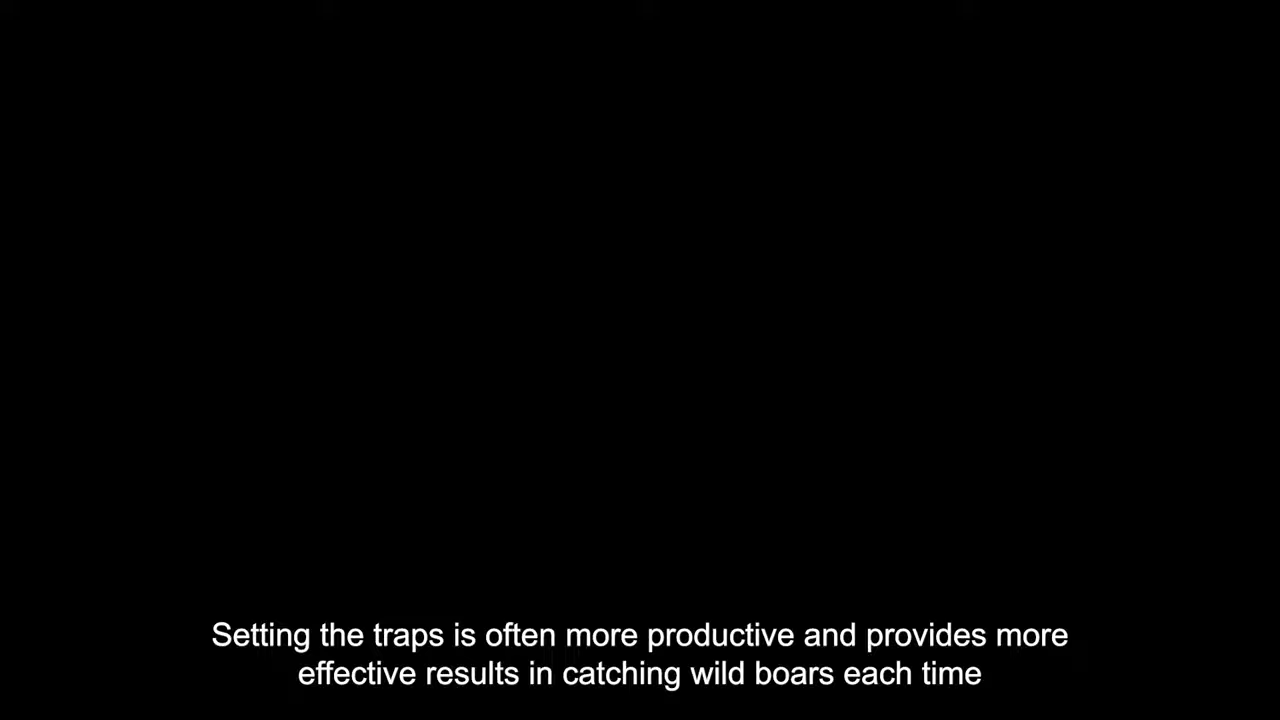 Setting the traps is often more productive and provides more
effective results in catching wild boars each time